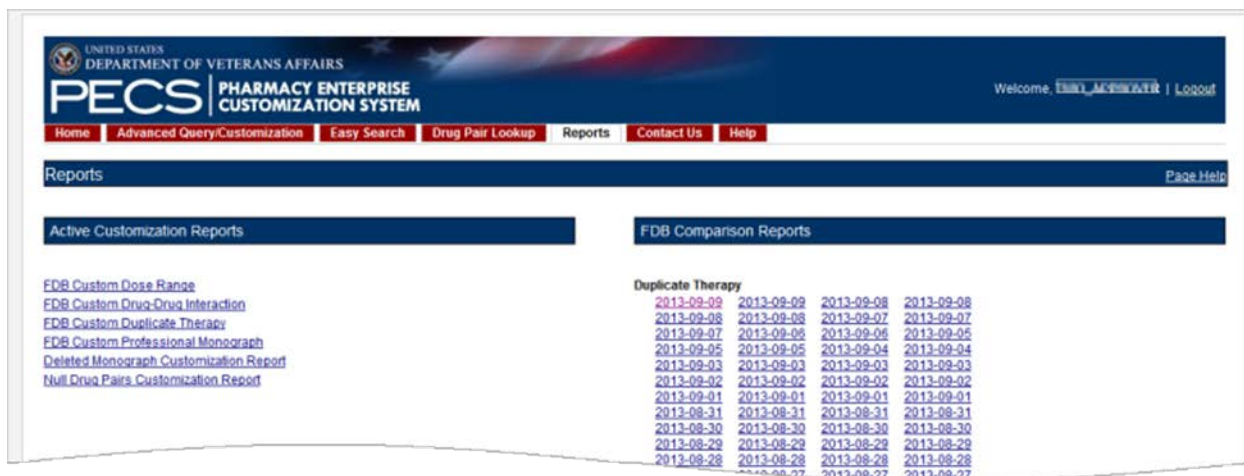 UNITED STATES
DEPARTMENT OF VETERANS AFFAIRS
PECS PHARMACY ENTERPRISE
CUSTOMIZATION SYSTEM
Welcome, | Logout
Home Advanced Query/Customization Easy Search Drug Pair Lookup Reports Contact Us Help
Reports Page Help
Active Customization Reports
FDB Custom Dose Range
FDB Custom Drug-Drug Interaction
FDB Custom Duplicate Therapy
FDB Custom Professional Monograph
Deleted Monograph Customization Report
Null Drug Pairs Customization Report
FDB Comparison Reports
Duplicate Therapy
2013-09-09 2013-09-09 2013-09-08 2013-09-08
2013-09-08 2013-09-08 2013-09-07 2013-09-07
2013-09-07 2013-09-06 2013-09-06 2013-09-05
2013-09-05 2013-09-05 2013-09-04 2013-09-04
2013-09-03 2013-09-03 2013-09-03 2013-09-03
2013-09-02 2013-09-02 2013-09-02 2013-09-02
2013-09-01 2013-09-01 2013-09-01 2013-09-01
2013-08-31 2013-08-31 2013-08-31 2013-08-31
2013-08-30 2013-08-30 2013-08-30 2013-08-30
2013-08-29 2013-08-29 2013-08-29 2013-08-29
2013-08-28 2013-08-28 2013-08-28 2013-08-28
2013-08-27 2013-08-27 2013-08-27